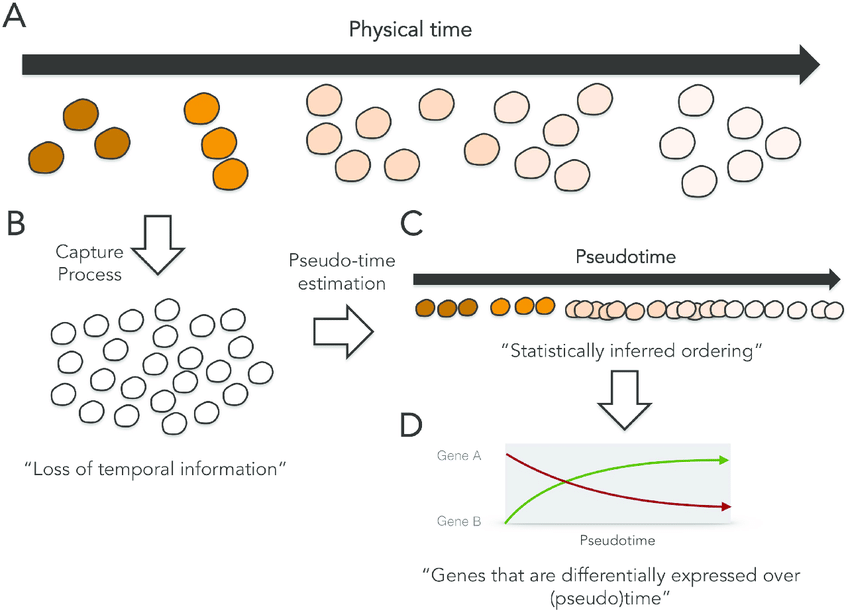 A
Physical time
B
Capture
Process
Pseudo-time
estimation
C
Pseudotime
“Statistically inferred ordering”
“Loss of temporal information”
D
Gene A
Gene B
Pseudotime
“Genes that are differentially expressed over
(pseudo)time”